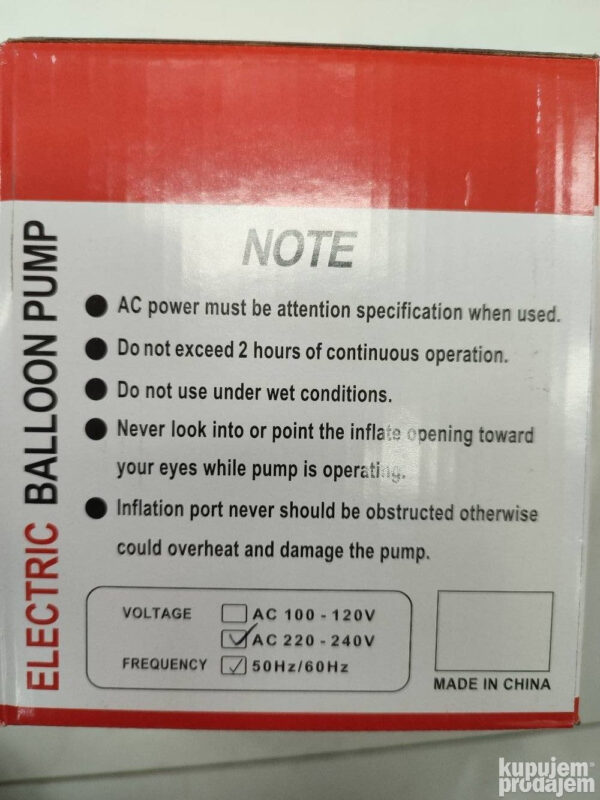 ELECTRIC BALLOON PUMP
NOTE
● AC power must be attention specification when used.
● Do not exceed 2 hours of continuous operation.
● Do not use under wet conditions.
● Never look into or point the inflate opening toward
your eyes while pump is operating.
● Inflation port never should be obstructed otherwise
could overheat and damage the pump.
VOLTAGE ☐ AC 100 - 120V
☑ AC 220 - 240V
FREQUENCY ☑ 50Hz/60Hz
MADE IN CHINA
kupujem
prodajem